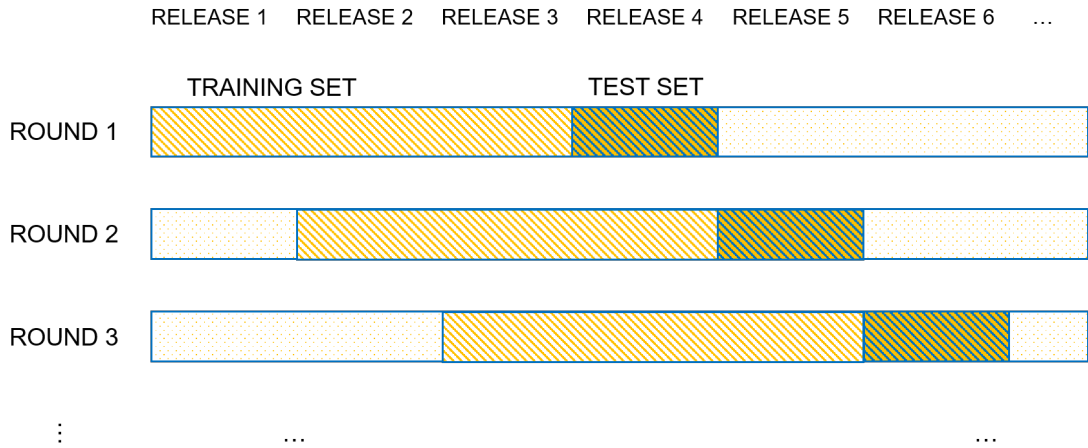 RELEASE 1 RELEASE 2 RELEASE 3 RELEASE 4 RELEASE 5 RELEASE 6 ...
TRAINING SET TEST SET
ROUND 1
ROUND 2
ROUND 3
⋮ ... ...